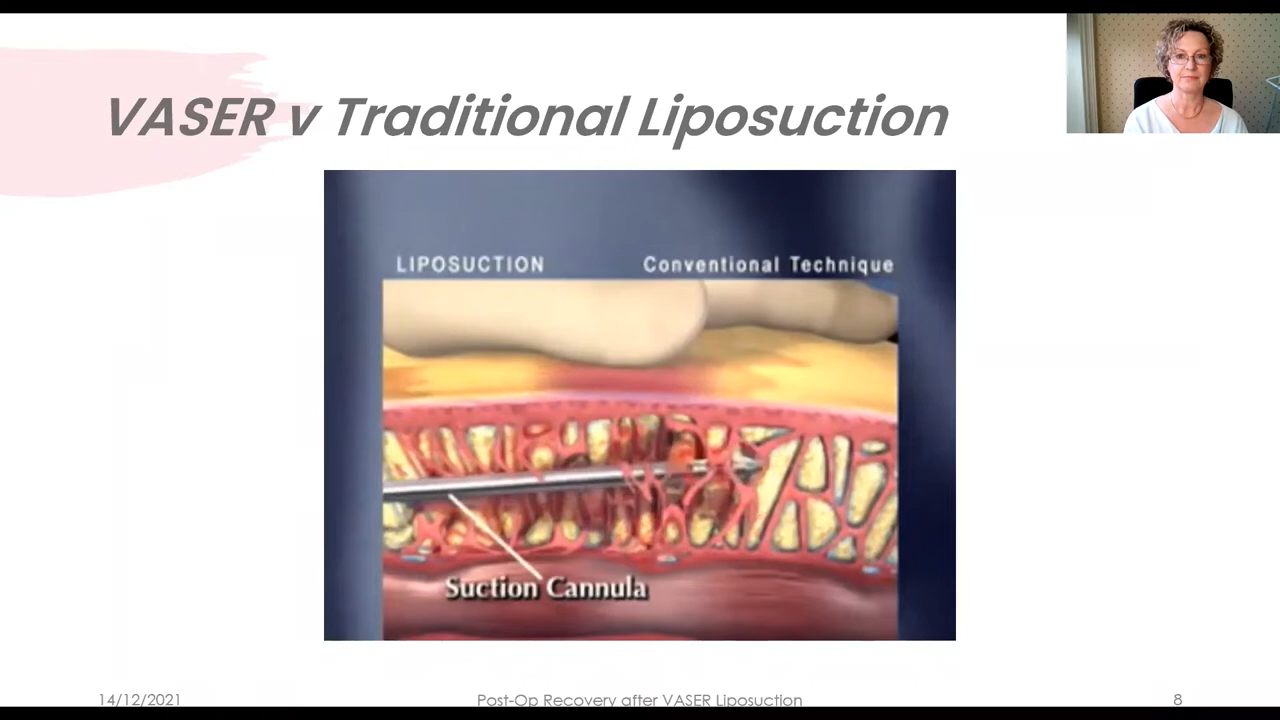 VASER v Traditional Liposuction
LIPOSUCTION
Conventional Technique
Suction Cannula
14/12/2021
Post-Op Recovery after VASER Liposuction
8